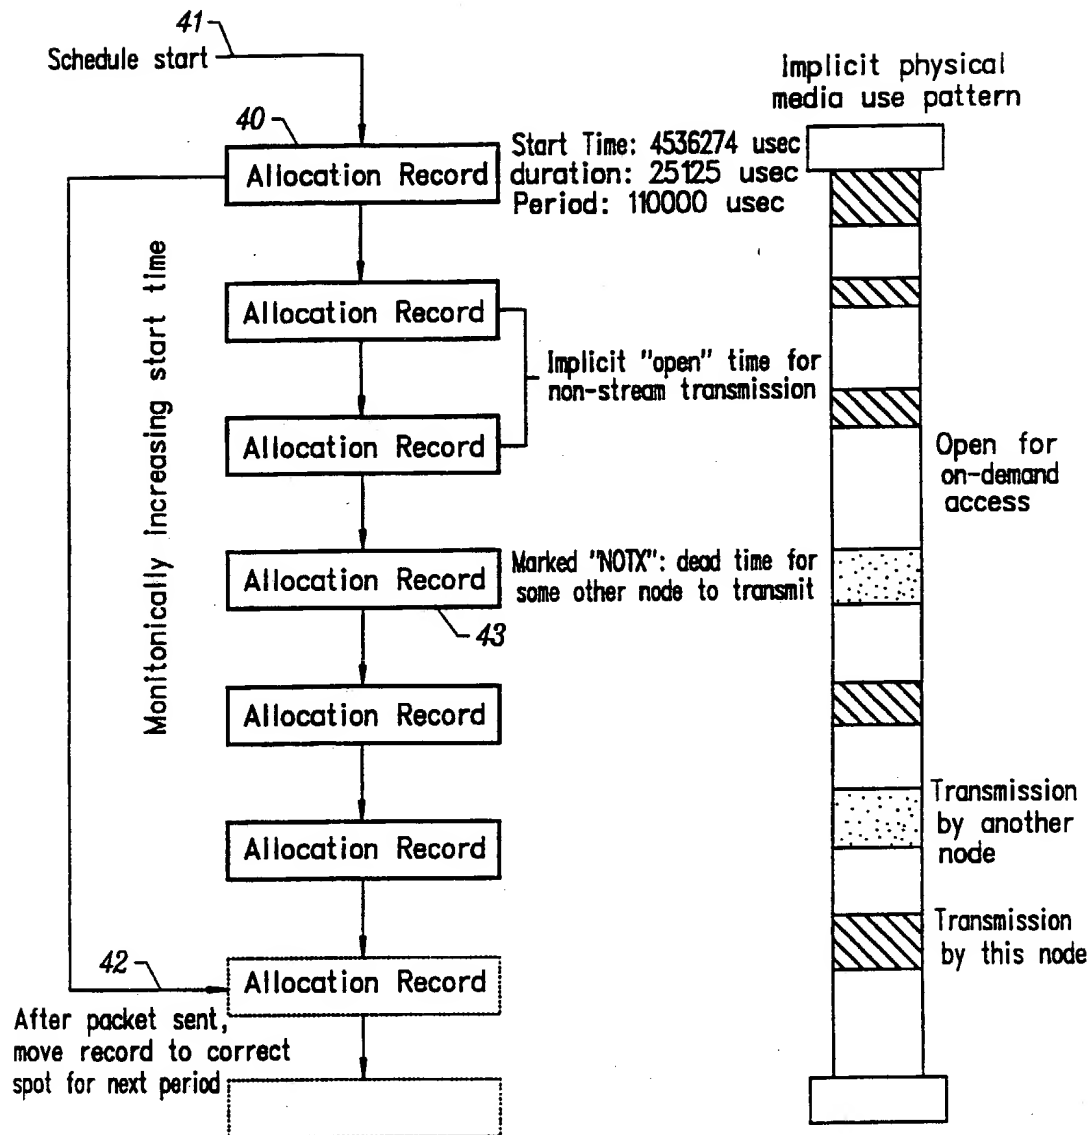 41
Schedule start
40
Allocation Record
Start Time: 4536274 usec
duration: 25125 usec
Period: 110000 usec
Monitonically increasing start time
Allocation Record
Allocation Record
Implicit "open" time for
non-stream transmission
Allocation Record
Marked "NOTX": dead time for
some other node to transmit
43
Allocation Record
Allocation Record
42
Allocation Record
After packet sent,
move record to correct
spot for next period
Implicit physical
media use pattern
Open for
on-demand
access
Transmission
by another
node
Transmission
by this node